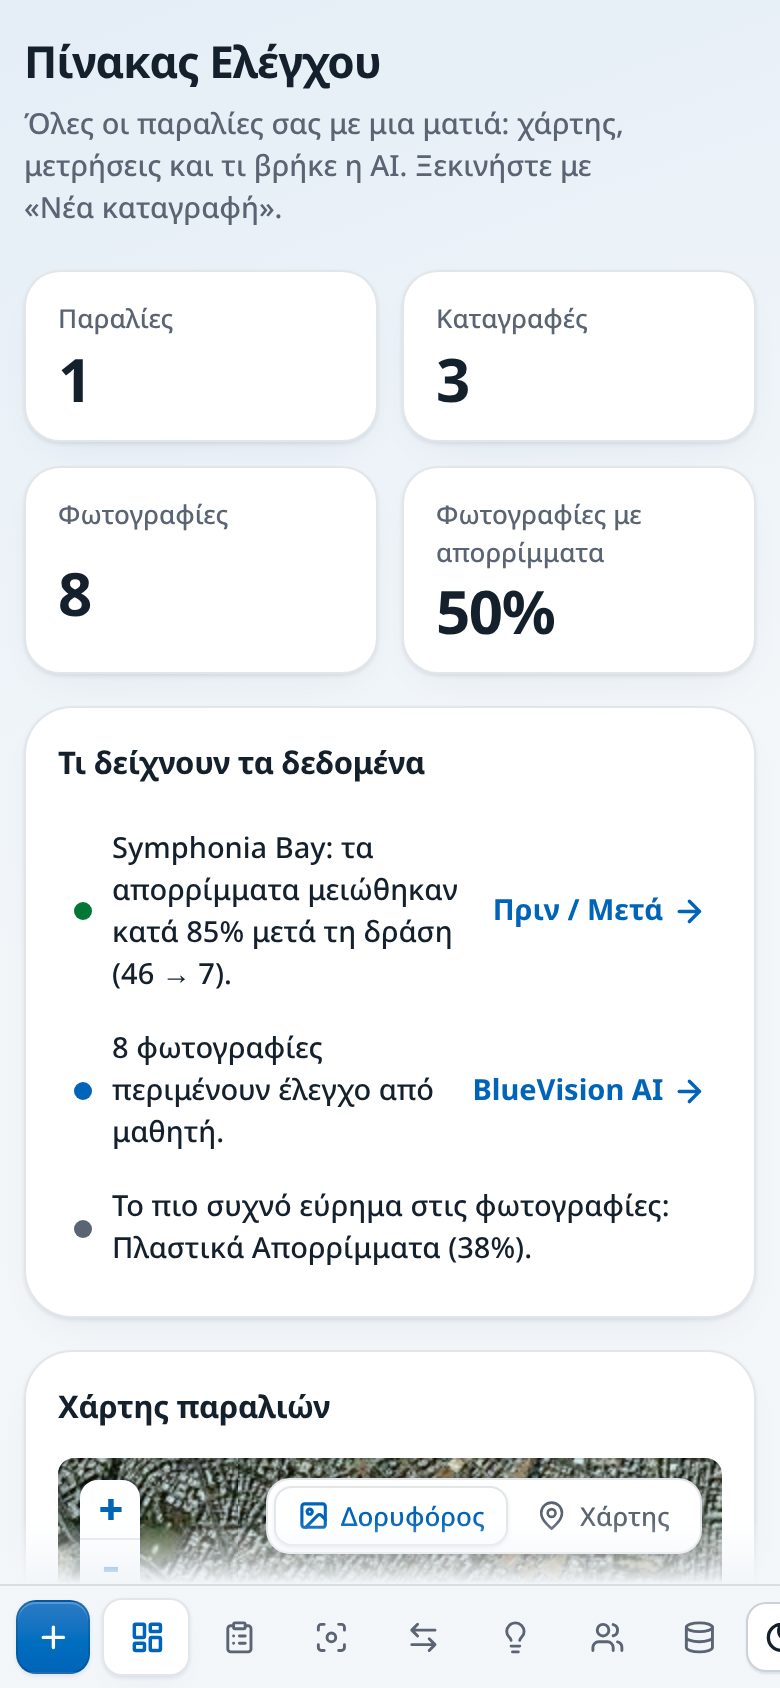 Πίνακας Ελέγχου
Όλες οι παραλίες σας με μια ματιά: χάρτης,
μετρήσεις και τι βρήκε η AI. Ξεκινήστε με
«Νέα καταγραφή».
Παραλίες
1
Καταγραφές
3
Φωτογραφίες
8
Φωτογραφίες με
απορρίμματα
50%
Τι δείχνουν τα δεδομένα
Symphonia Bay: τα
απορρίμματα μειώθηκαν
κατά 85% μετά τη δράση
(46 → 7).
Πριν / Μετά →
8 φωτογραφίες
περιμένουν έλεγχο από
μαθητή.
BlueVision AI →
Το πιο συχνό εύρημα στις φωτογραφίες:
Πλαστικά Απορρίμματα (38%).
Χάρτης παραλιών
+
-
Δορυφόρος
Χάρτης